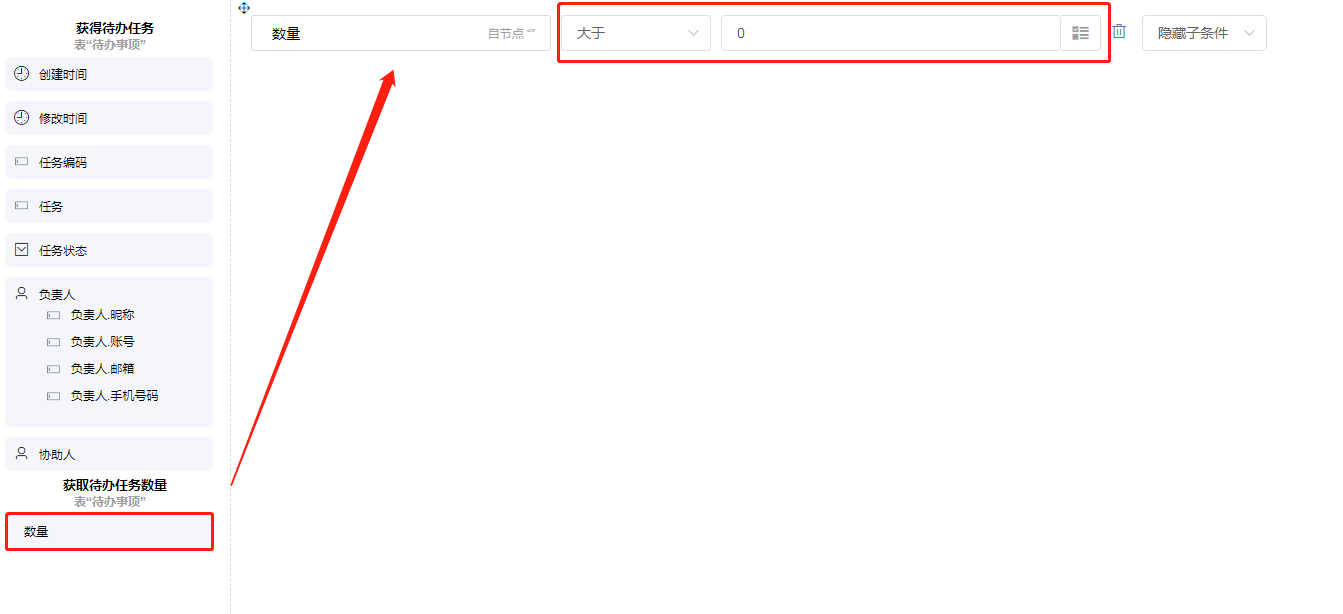 获得待办任务
表“待办事项”
创建时间
修改时间
任务编码
任务
任务状态
负责人
负责人.昵称
负责人.账号
负责人.邮箱
负责人.手机号码
协助人
获取待办任务数量
表“待办事项”
数量
数量 自节点“” 大于 0 隐藏子条件